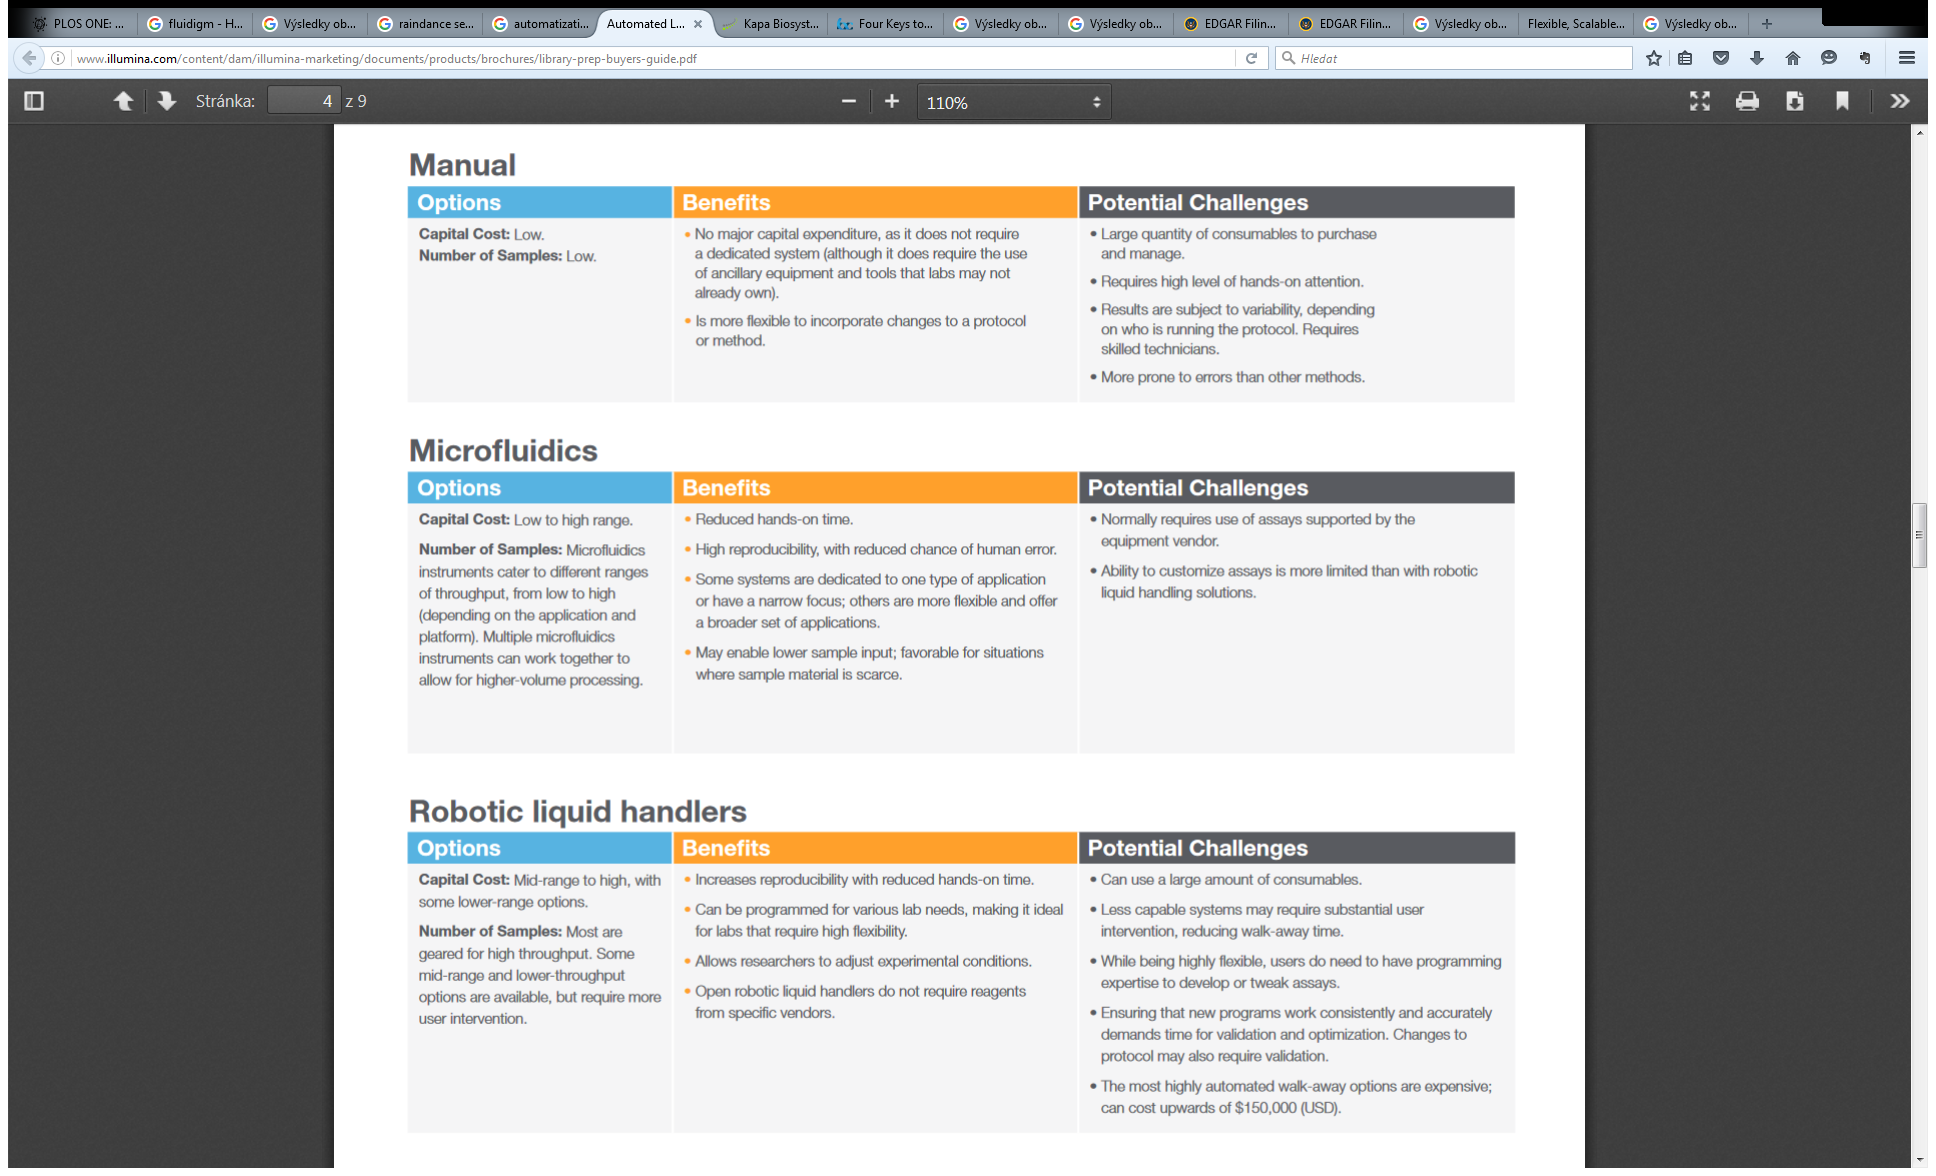 PLOS ONE: ...
fluidigm - H...
Výsledky ob...
raindance se...
automatizati...
Automated L...
Kapa Biosyst...
Four Keys to...
Výsledky ob...
Výsledky ob...
EDGAR Filin...
EDGAR Filin...
Výsledky ob...
Flexible, Scalable...
Výsledky ob...
www.illumina.com/content/dam/illumina-marketing/documents/products/brochures/library-prep-buyers-guide.pdf
Hledat
Stránka: 4 z 9
110%
Manual
Options
Benefits
Potential Challenges
Capital Cost: Low.
Number of Samples: Low.
• No major capital expenditure, as it does not require
a dedicated system (although it does require the use
of ancillary equipment and tools that labs may not
already own).
• Is more flexible to incorporate changes to a protocol
or method.
• Large quantity of consumables to purchase
and manage.
• Requires high level of hands-on attention.
• Results are subject to variability, depending
on who is running the protocol. Requires
skilled technicians.
• More prone to errors than other methods.
Microfluidics
Options
Benefits
Potential Challenges
Capital Cost: Low to high range.
Number of Samples: Microfluidics
instruments cater to different ranges
of throughput, from low to high
(depending on the application and
platform). Multiple microfluidics
instruments can work together to
allow for higher-volume processing.
• Reduced hands-on time.
• High reproducibility, with reduced chance of human error.
• Some systems are dedicated to one type of application
or have a narrow focus; others are more flexible and offer
a broader set of applications.
• May enable lower sample input; favorable for situations
where sample material is scarce.
• Normally requires use of assays supported by the
equipment vendor.
• Ability to customize assays is more limited than with robotic
liquid handling solutions.
Robotic liquid handlers
Options
Benefits
Potential Challenges
Capital Cost: Mid-range to high, with
some lower-range options.
Number of Samples: Most are
geared for high throughput. Some
mid-range and lower-throughput
options are available, but require more
user intervention.
• Increases reproducibility with reduced hands-on time.
• Can be programmed for various lab needs, making it ideal
for labs that require high flexibility.
• Allows researchers to adjust experimental conditions.
• Open robotic liquid handlers do not require reagents
from specific vendors.
• Can use a large amount of consumables.
• Less capable systems may require substantial user
intervention, reducing walk-away time.
• While being highly flexible, users do need to have programming
expertise to develop or tweak assays.
• Ensuring that new programs work consistently and accurately
demands time for validation and optimization. Changes to
protocol may also require validation.
• The most highly automated walk-away options are expensive;
can cost upwards of $150,000 (USD).